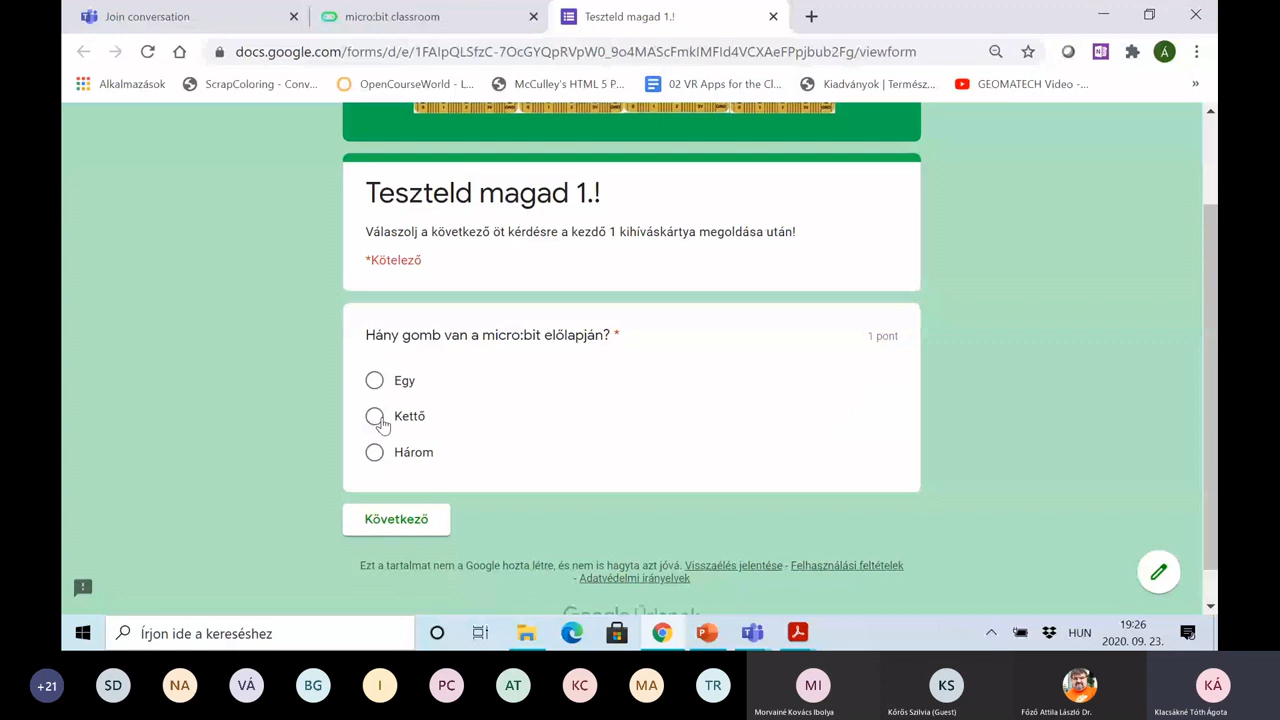 Join conversation
micro:bit classroom
Teszteld magad 1.!
docs.google.com/forms/d/e/1FAIpQLSfzC-7OcGYQpRVpW0_9o4MAScFmkIMFId4VCXAeFPpjbub2Fg/viewform
Á
Alkalmazások
ScrapColoring - Conv...
OpenCourseWorld - L...
McCulley's HTML 5 P...
02 VR Apps for the Cl...
Kiadványok | Termész...
GEOMATECH Video -...
»
Teszteld magad 1.!
Válaszolj a következő öt kérdésre a kezdő 1 kihíváskártya megoldása után!
*Kötelező
Hány gomb van a micro:bit előlapján? *
1 pont
Egy
Kettő
Három
Következő
Ezt a tartalmat nem a Google hozta létre, és nem is hagyta azt jóvá. Visszaélés jelentése - Felhasználási feltételek
- Adatvédelmi irányelvek
Google Űrlapok
Írjon ide a kereséshez
HUN
19:26
2020. 09. 23.
+21
SD
NA
VÁ
BG
I
PC
AT
KC
MA
TR
MI
KS
KÁ
Morvainé Kovács Ibolya
Kőrös Szilvia (Guest)
Főző Attila László Dr.
Klacsákné Tóth Ágota